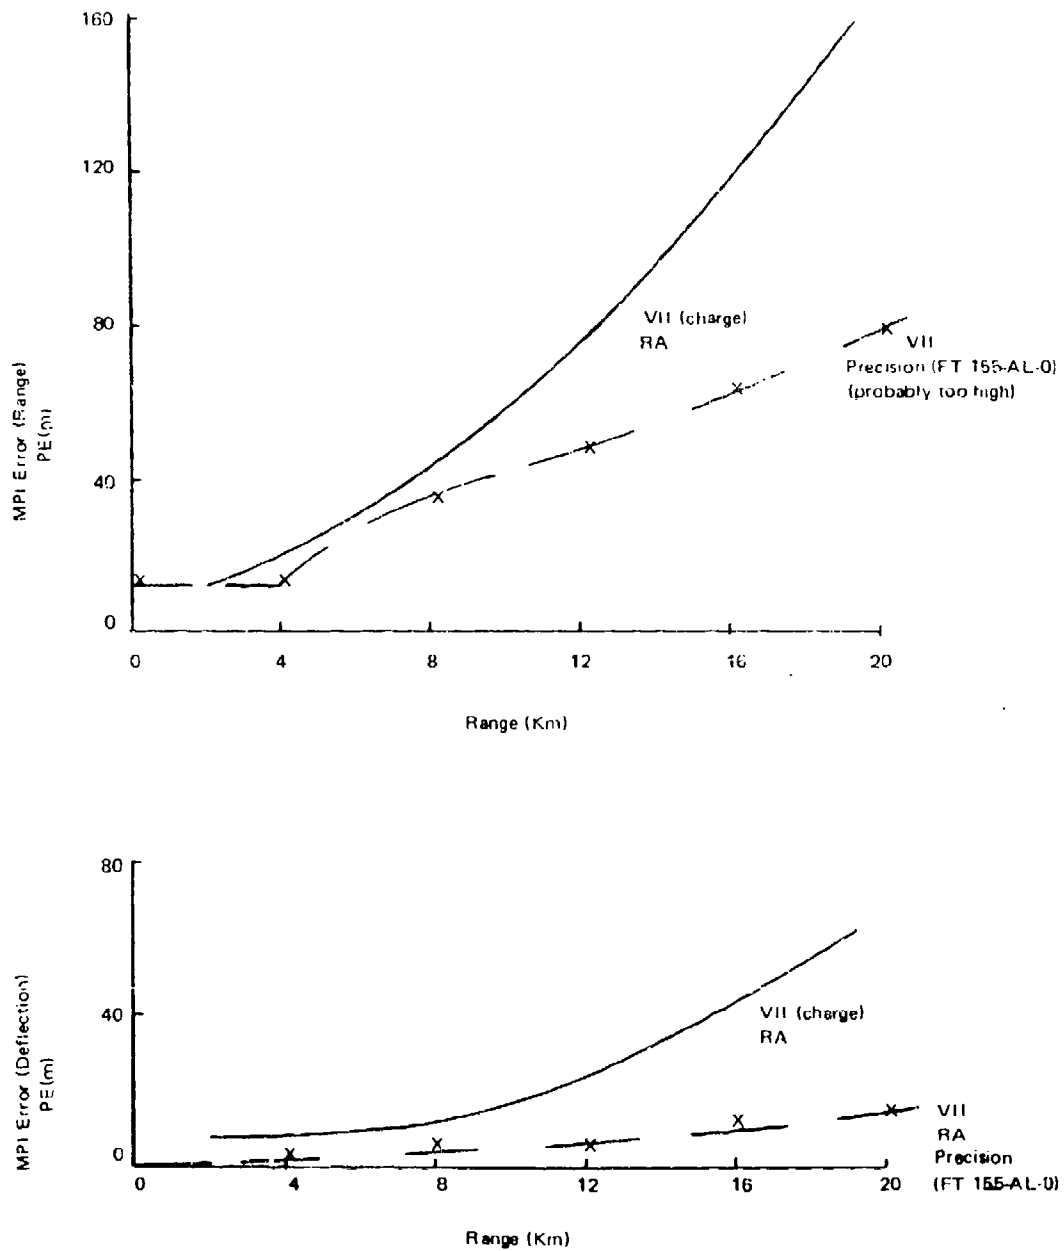 160
120
80
40
0
MPI Error (Range)
PE(m)
VII (charge)
RA
VII
Precision (FT 155-AL-0)
(probably too high)
0 4 8 12 16 20
Range (Km)
80
40
0
MPI Error (Deflection)
PE(m)
VII (charge)
RA
VII
RA
Precision
(FT 155-AL-0)
0 4 8 12 16 20
Range (Km)